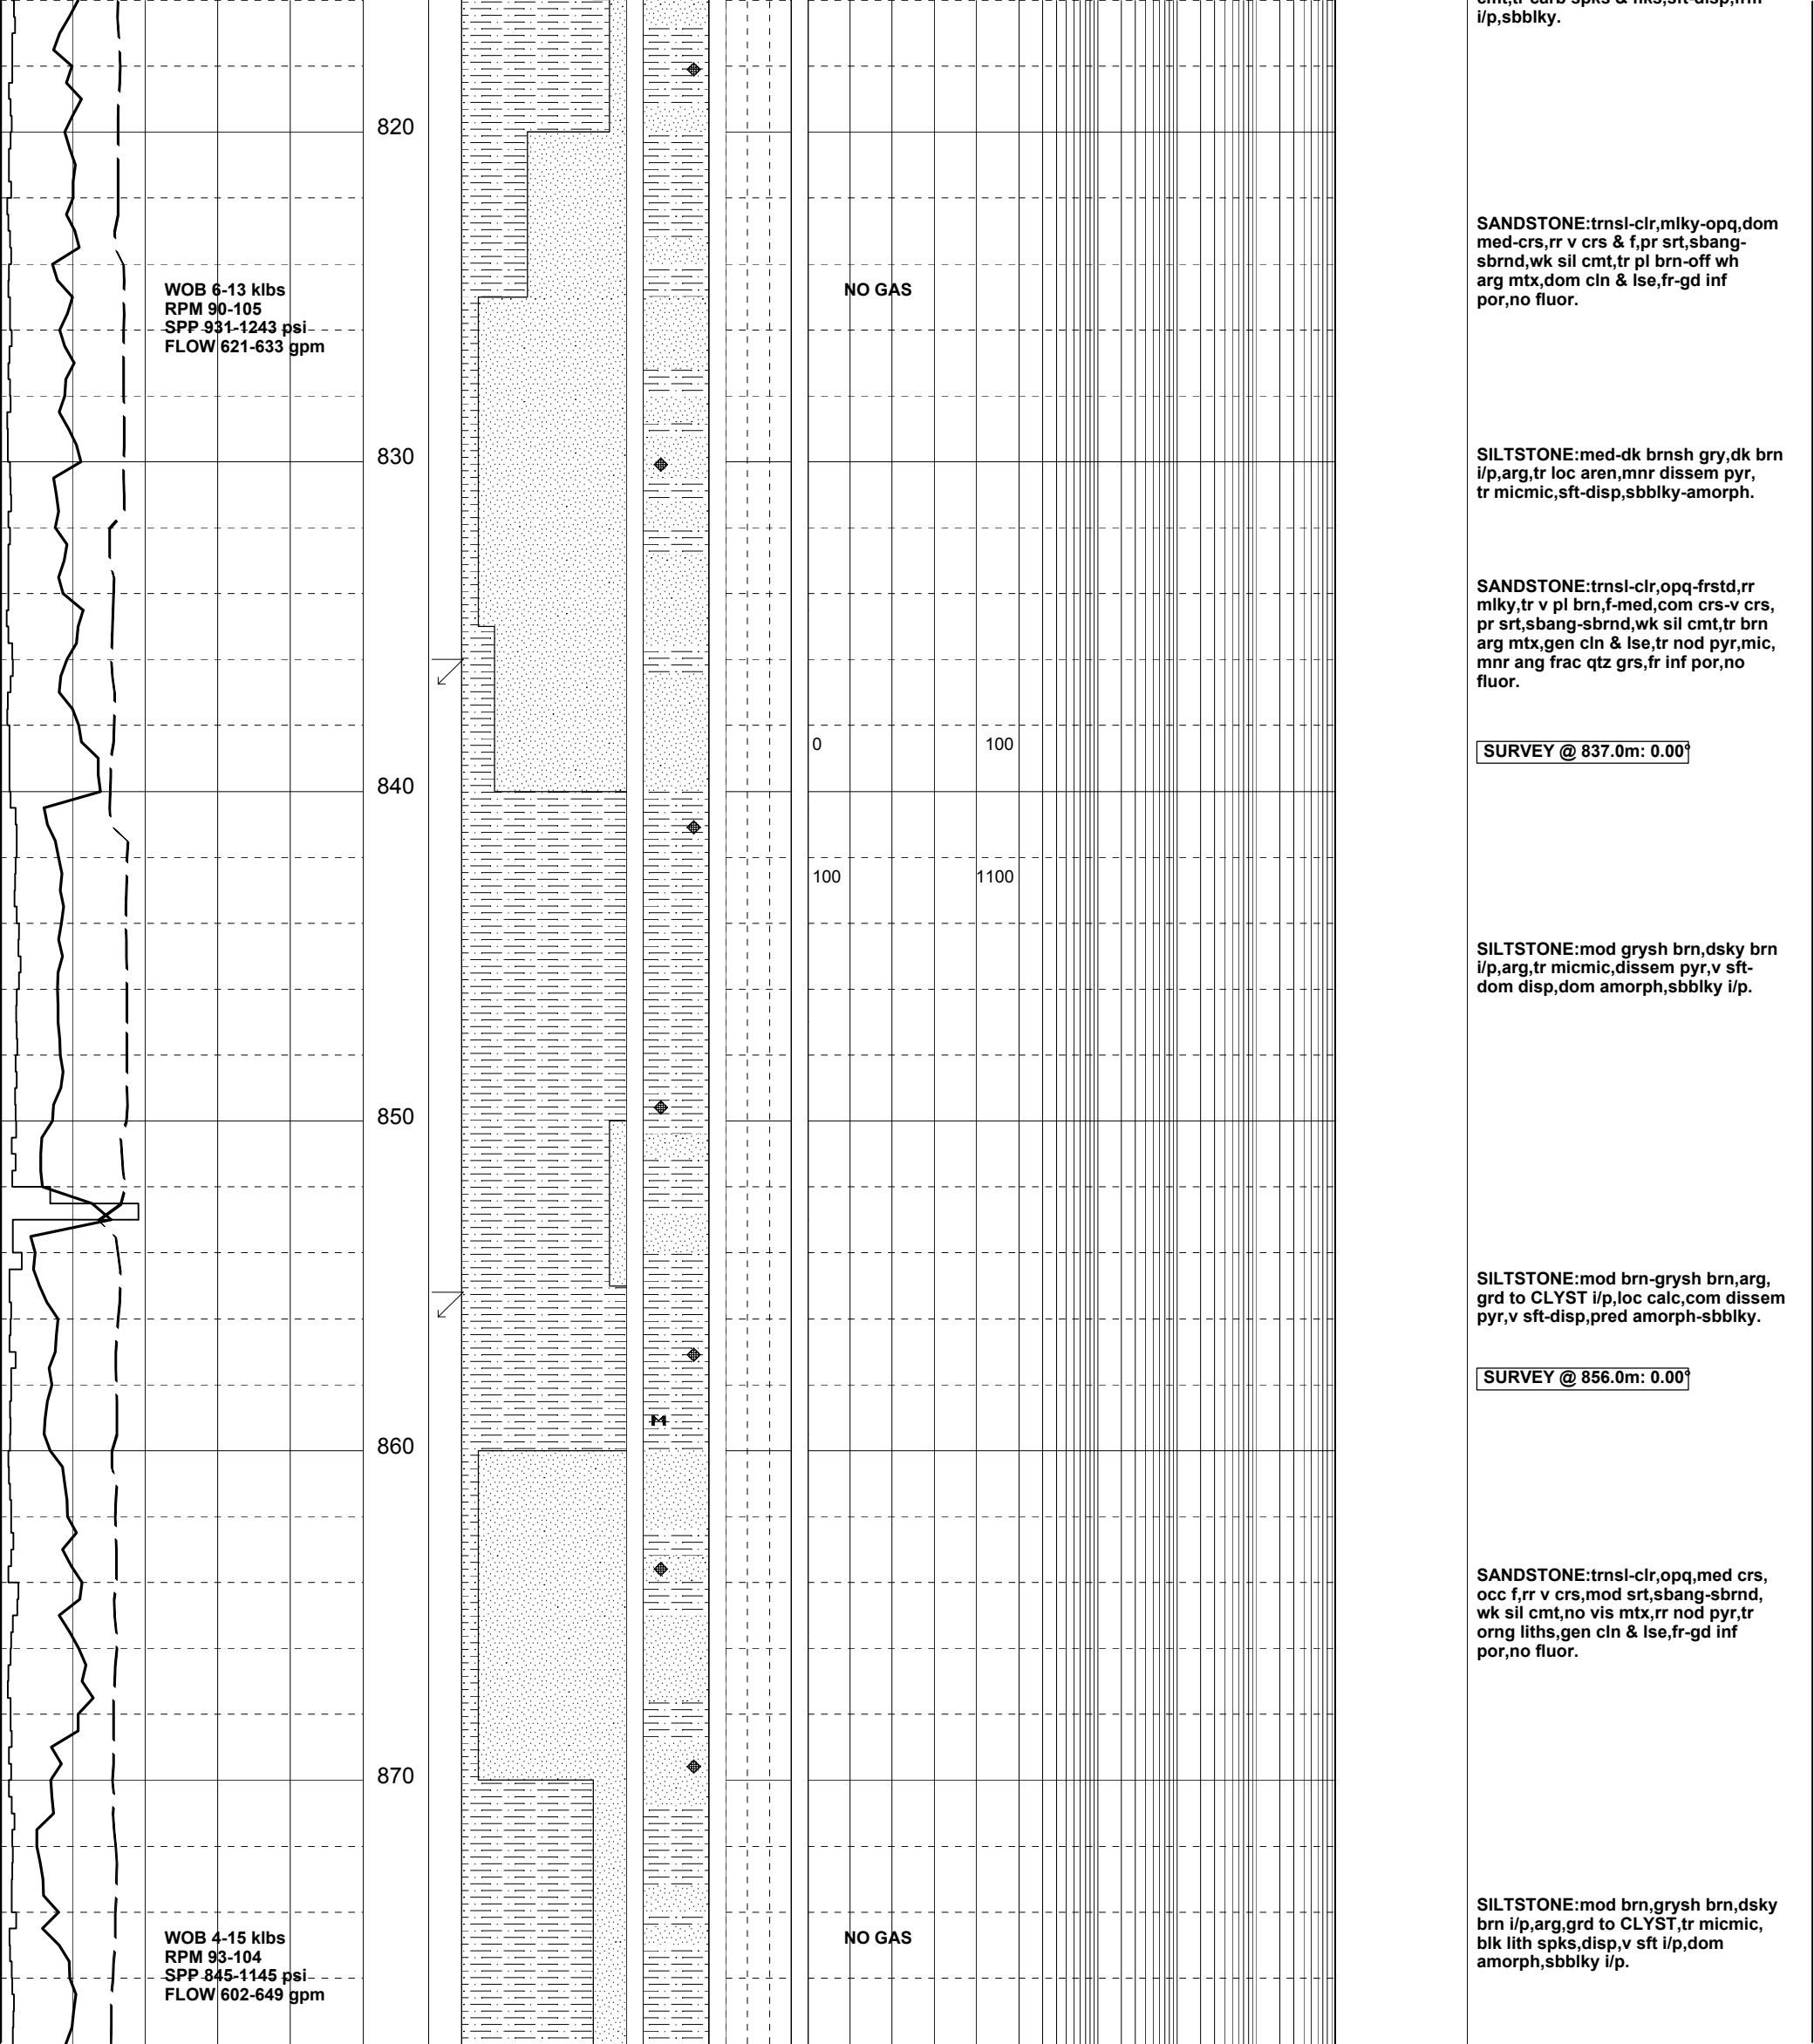 i/p,sbblky.
820
SANDSTONE:trnsl-clr,mlky-opq,dom
med-crs,rr v crs & f,pr srt,sbang-
sbrnd,wk sil cmt,tr pl brn-off wh
arg mtx,dom cln & lse,fr-gd inf
por,no fluor.
WOB 6-13 klbs
RPM 90-105
SPP 931-1243 psi
FLOW 621-633 gpm
NO GAS
830
SILTSTONE:med-dk brnsh gry,dk brn
i/p,arg,tr loc aren,mnr dissem pyr,
tr micmic,sft-disp,sbblky-amorph.
SANDSTONE:trnsl-clr,opq-frstd,rr
mlky,tr v pl brn,f-med,com crs-v crs,
pr srt,sbang-sbrnd,wk sil cmt,tr brn
arg mtx,gen cln & lse,tr nod pyr,mic,
mnr ang frac qtz grs,fr inf por,no
fluor.
0 100
SURVEY @ 837.0m: 0.00°
840
100 1100
SILTSTONE:mod grysh brn,dsky brn
i/p,arg,tr micmic,dissem pyr,v sft-
dom disp,dom amorph,sbblky i/p.
850
SILTSTONE:mod brn-grysh brn,arg,
grd to CLYST i/p,loc calc,com dissem
pyr,v sft-disp,pred amorph-sbblky.
SURVEY @ 856.0m: 0.00°
M
860
SANDSTONE:trnsl-clr,opq,med crs,
occ f,rr v crs,mod srt,sbang-sbrnd,
wk sil cmt,no vis mtx,rr nod pyr,tr
orng liths,gen cln & lse,fr-gd inf
por,no fluor.
870
SILTSTONE:mod brn,grysh brn,dsky
brn i/p,arg,grd to CLYST,tr micmic,
blk lith spks,disp,v sft i/p,dom
amorph,sbblky i/p.
WOB 4-15 klbs
RPM 93-104
SPP 845-1145 psi
FLOW 602-649 gpm
NO GAS